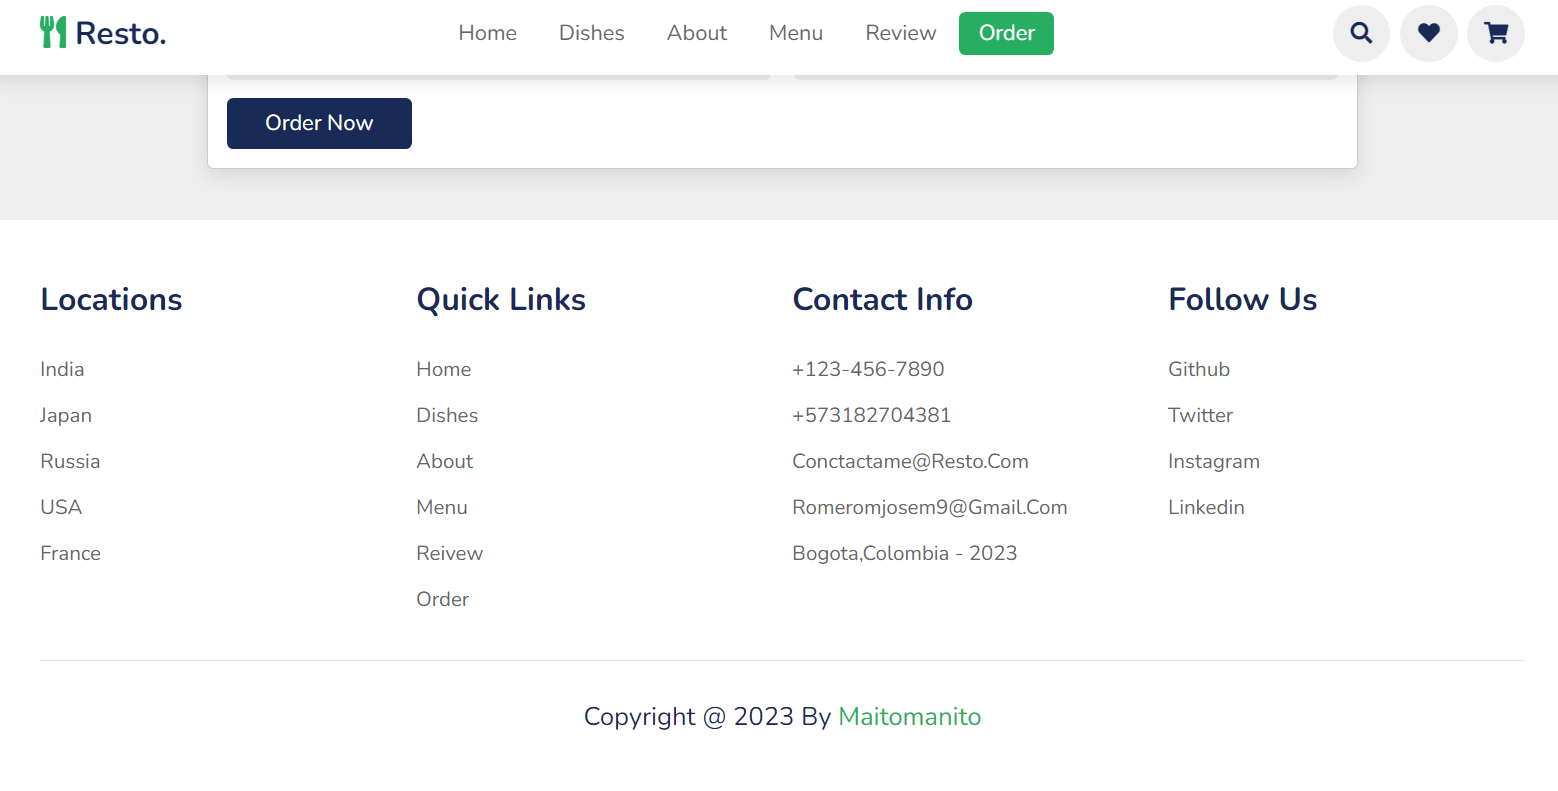 Resto.
Home Dishes About Menu Review Order
Order Now
Locations
India
Japan
Russia
USA
France
Quick Links
Home
Dishes
About
Menu
Reivew
Order
Contact Info
+123-456-7890
+573182704381
Conctactame@Resto.Com
Romeromjosem9@Gmail.Com
Bogota,Colombia - 2023
Follow Us
Github
Twitter
Instagram
Linkedin
Copyright @ 2023 By Maitomanito